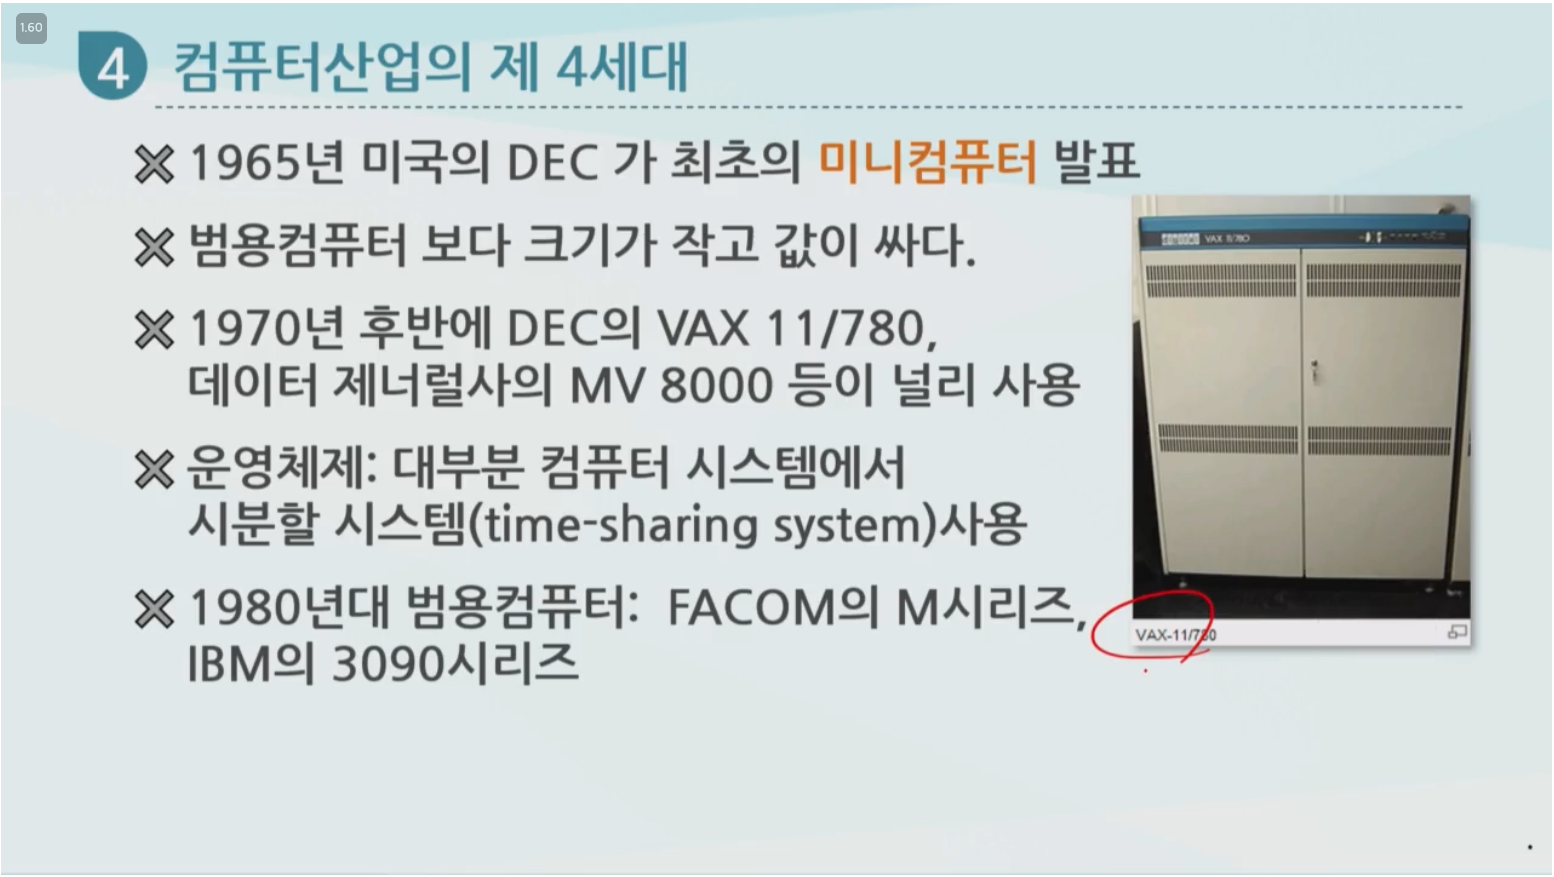 1.60
4 컴퓨터산업의 제 4세대
1965년 미국의 DEC 가 최초의 미니컴퓨터 발표
범용컴퓨터 보다 크기가 작고 값이 싸다.
1970년 후반에 DEC의 VAX 11/780,
데이터 제너럴사의 MV 8000 등이 널리 사용
운영체제: 대부분 컴퓨터 시스템에서
시분할 시스템(time-sharing system)사용
1980년대 범용컴퓨터: FACOM의 M시리즈,
IBM의 3090시리즈
VAX 11/780
VAX-11/780